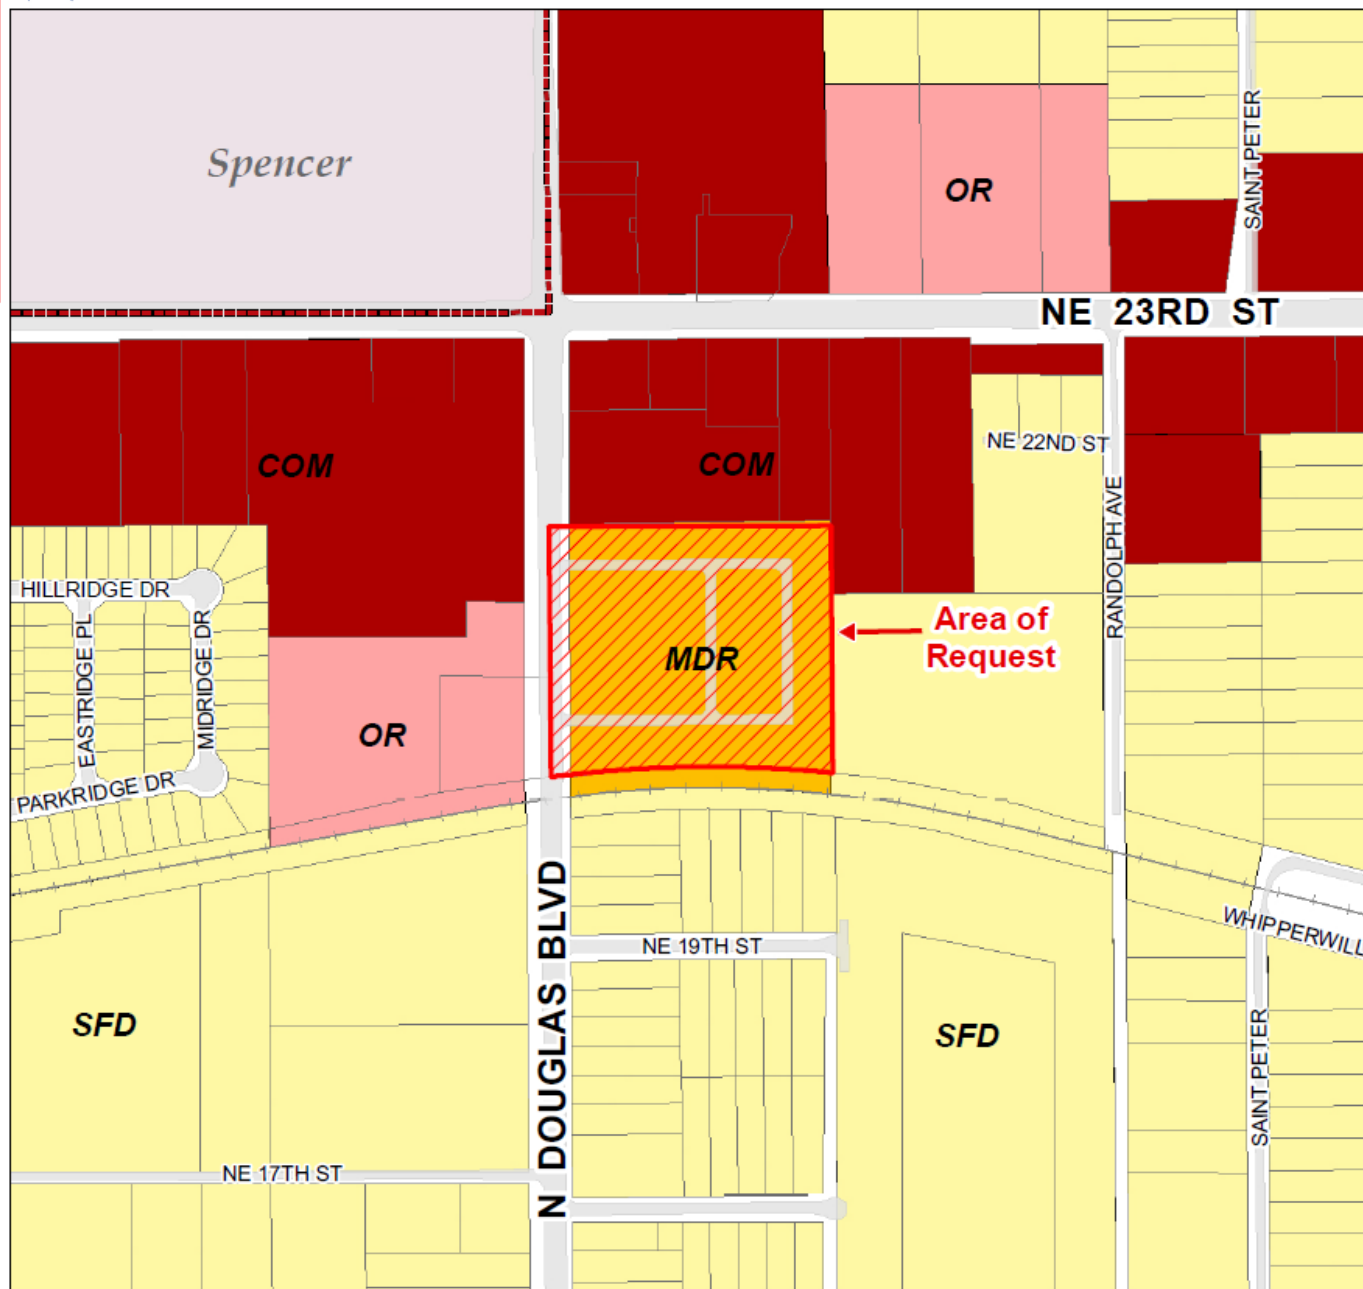 Spencer
OR
SAINT PETER
NE 23RD ST
COM
COM
NE 22ND ST
RANDOLPH AVE
HILLRIDGE DR
EASTRIDGE PL
MIDRIDGE DR
PARKRIDGE DR
OR
MDR
Area of
Request
N DOUGLAS BLVD
NE 19TH ST
WHIPPERWILL
SFD
SFD
SAINT PETER
NE 17TH ST